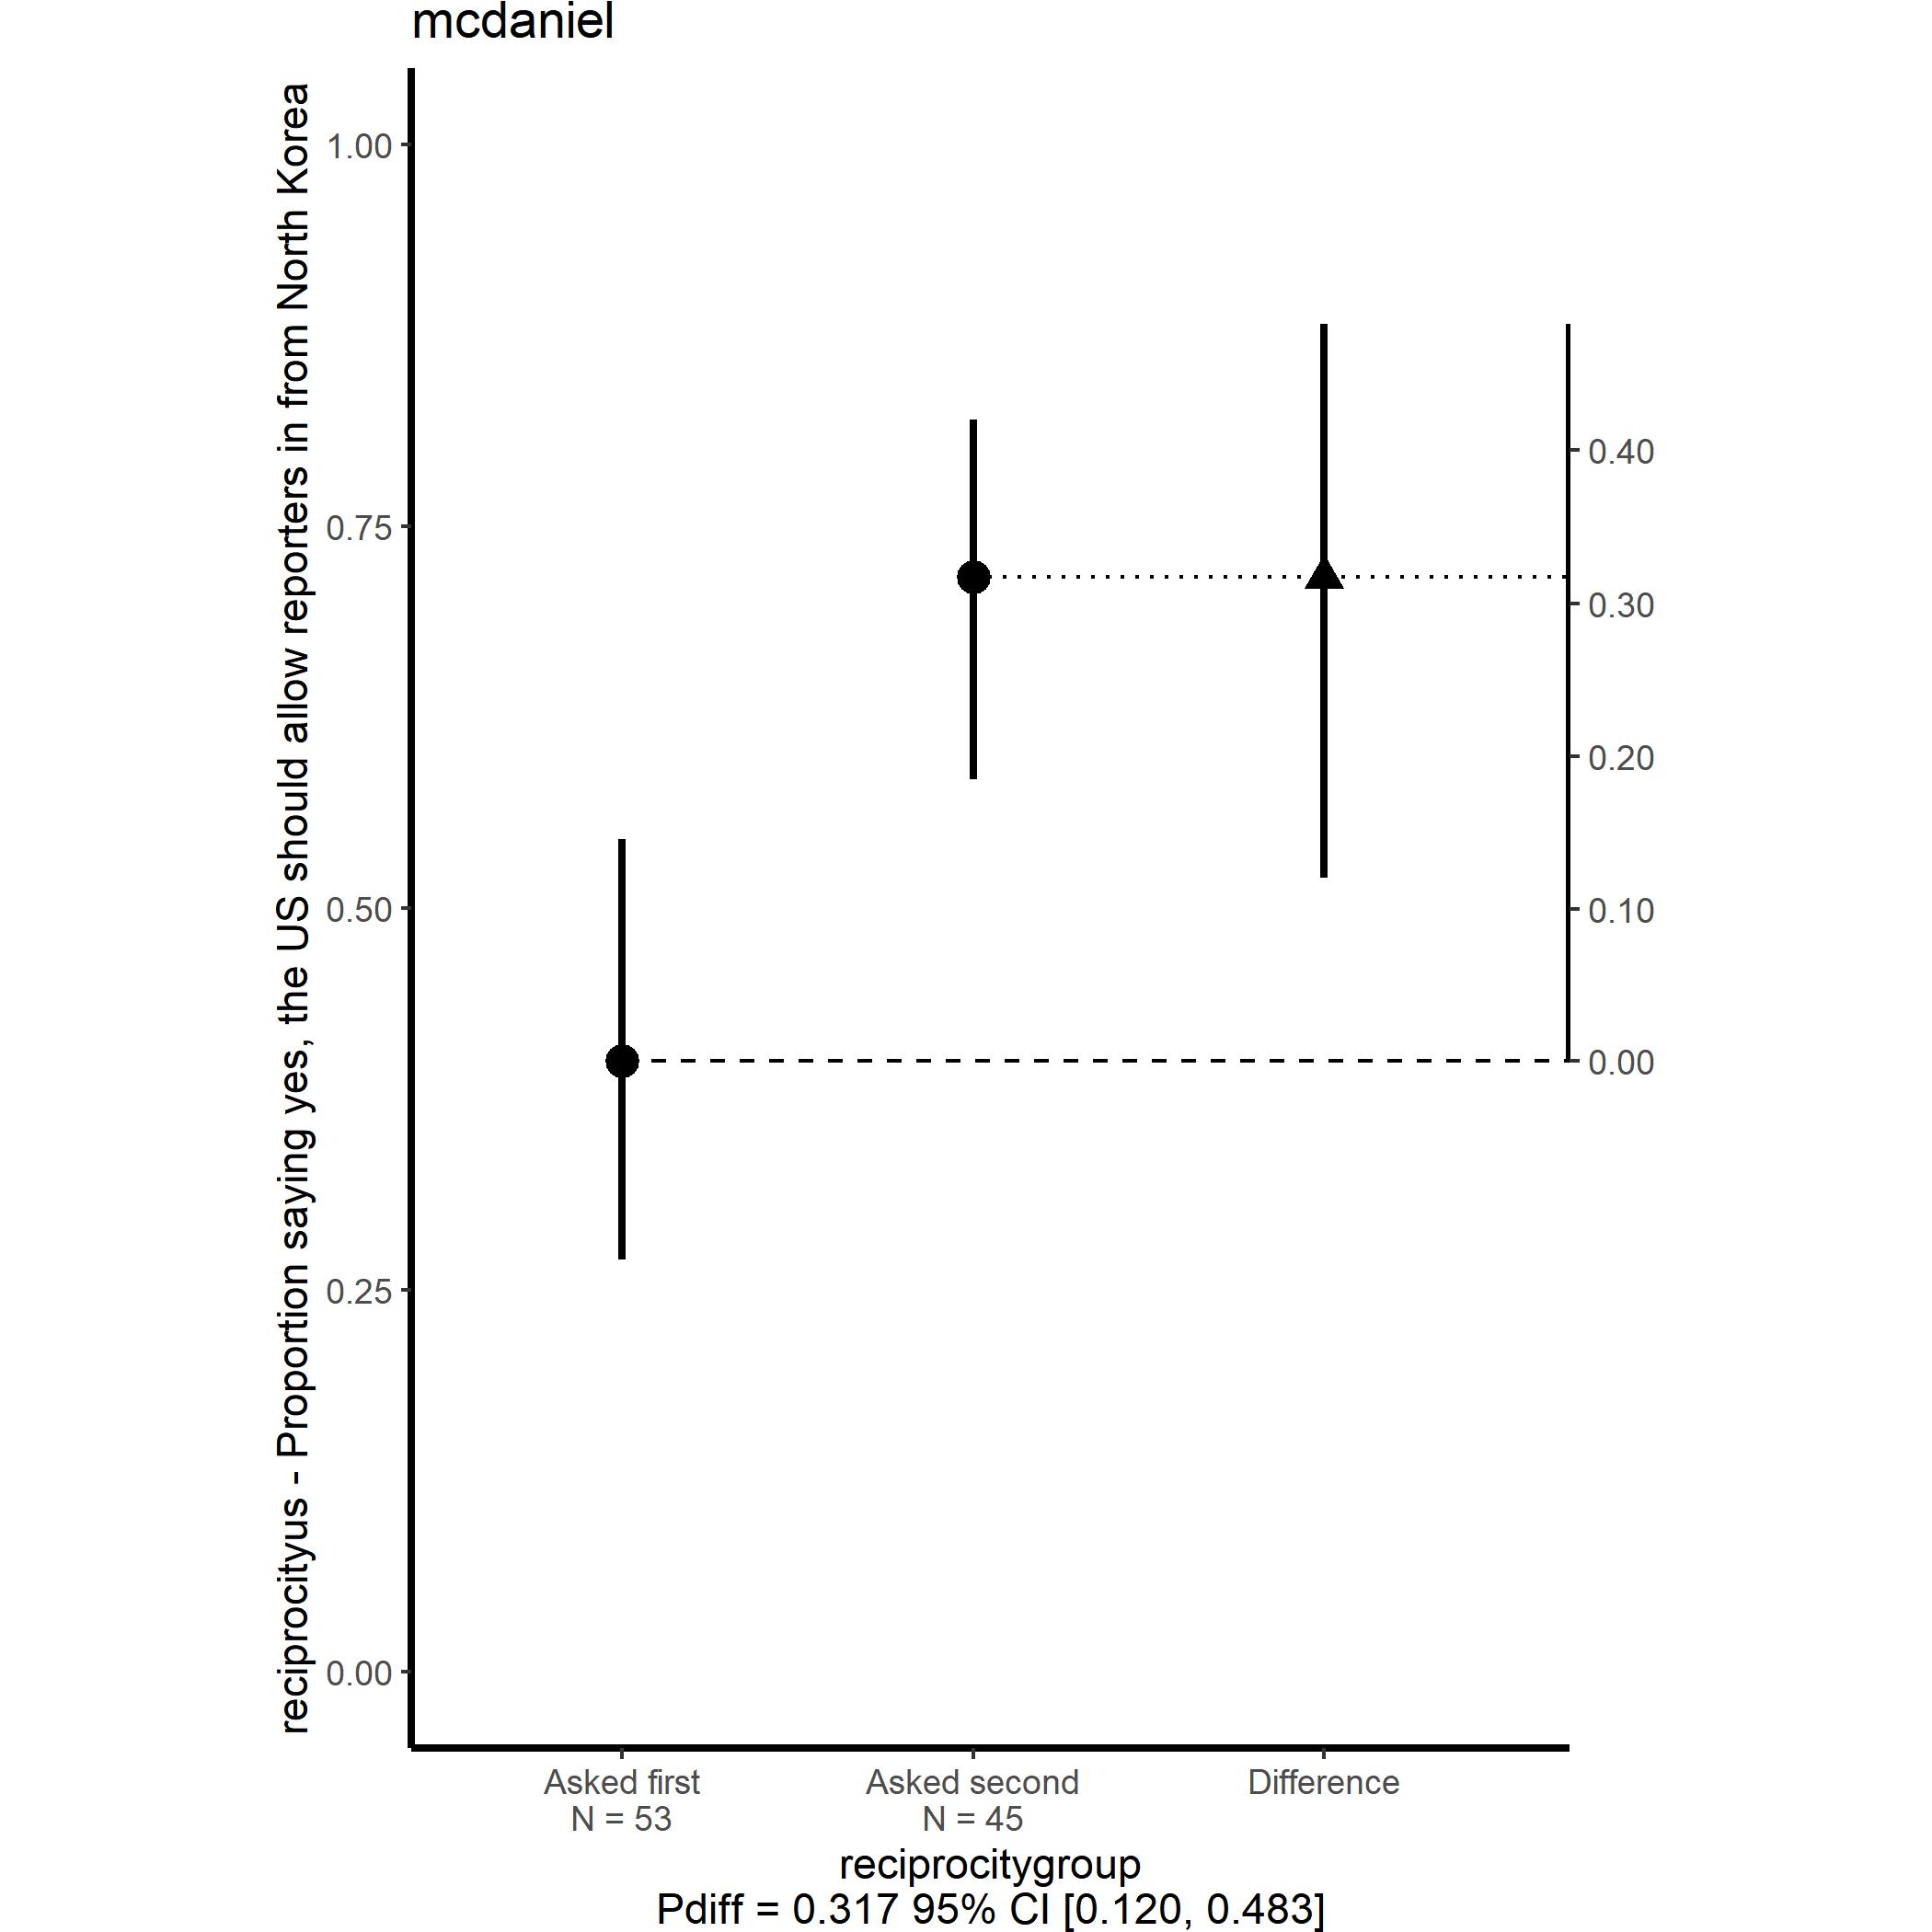 mcdaniel
reciprocityus - Proportion saying yes, the US should allow reporters in from North Korea
1.00
0.75
0.50
0.25
0.00
0.40
0.30
0.20
0.10
0.00
Asked first
N = 53
Asked second
N = 45
Difference
reciprocitygroup
Pdiff = 0.317 95% CI [0.120, 0.483]